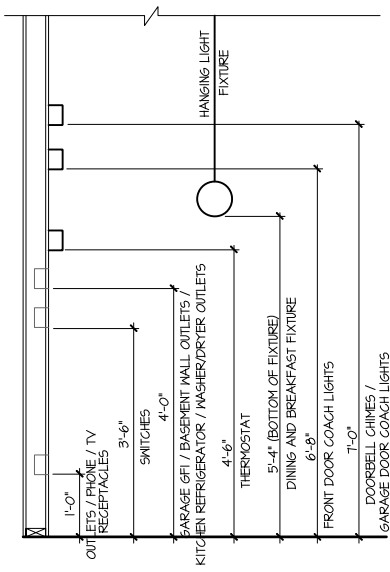 HANGING LIGHT
FIXTURE
1'-0"
OUTLETS / PHONE / TV
RECEPTACLES
3'-6"
SWITCHES
4'-0"
GARAGE GFI / BASEMENT WALL OUTLETS /
KITCHEN REFRIGERATOR / WASHER/DRYER OUTLETS
4'-6"
THERMOSTAT
5'-4" (BOTTOM OF FIXTURE)
DINING AND BREAKFAST FIXTURE
6'-8"
FRONT DOOR COACH LIGHTS
7'-0"
DOORBELL CHIMES /
GARAGE DOOR COACH LIGHTS